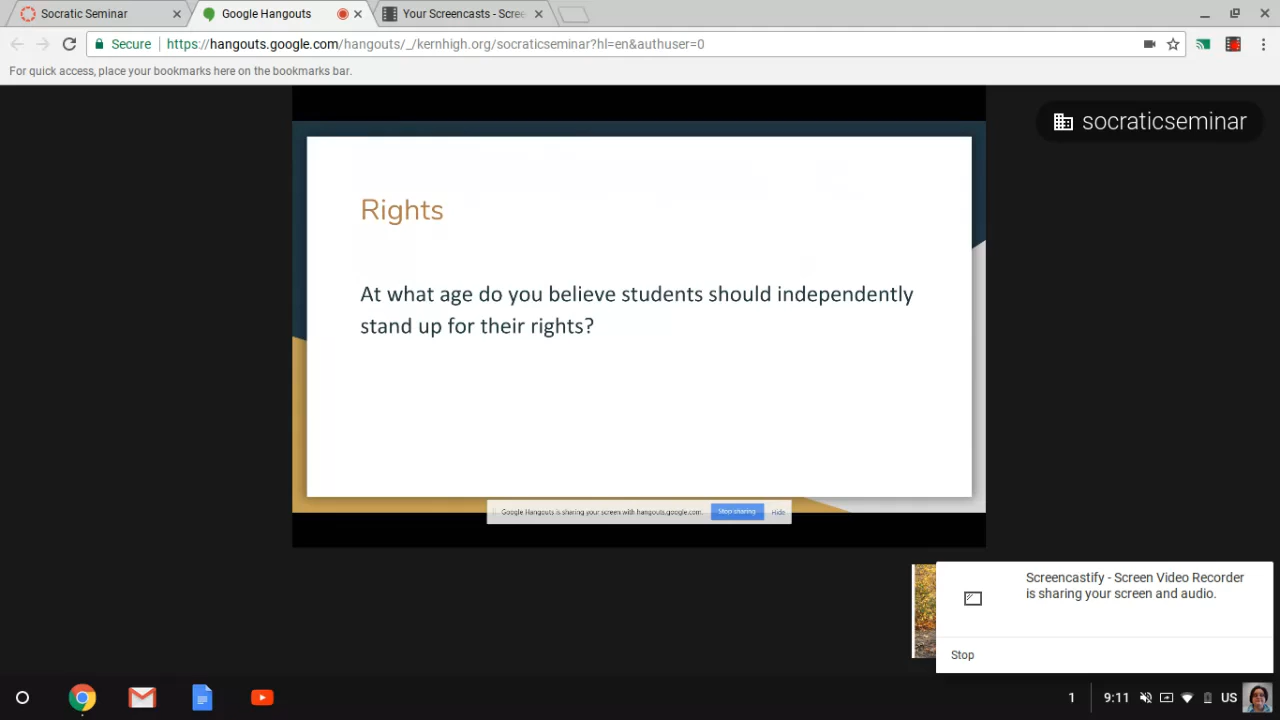 Socratic Seminar
Google Hangouts
Your Screencasts - Scree
Secure
https://hangouts.google.com/hangouts/_/kernhigh.org/socraticseminar?hl=en&authuser=0
For quick access, place your bookmarks here on the bookmarks bar.
socraticseminar
Rights
At what age do you believe students should independently
stand up for their rights?
Google Hangouts is sharing your screen with hangouts.google.com.
Stop sharing
Hide
Screencastify - Screen Video Recorder
is sharing your screen and audio.
Stop
1
9:11
US